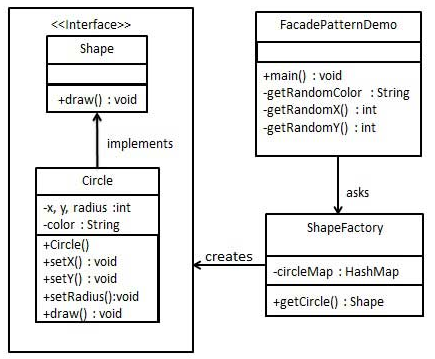 <<Interface>>
Shape
+draw() : void
implements
Circle
-x, y, radius :int
-color : String
+Circle()
+setX() : void
+setY() : void
+setRadius():void
+draw() : void
FacadePatternDemo
+main() : void
-getRandomColor : String
-getRandomX() : int
-getRandomY() : int
asks
ShapeFactory
-circleMap : HashMap
+getCircle() : Shape
creates